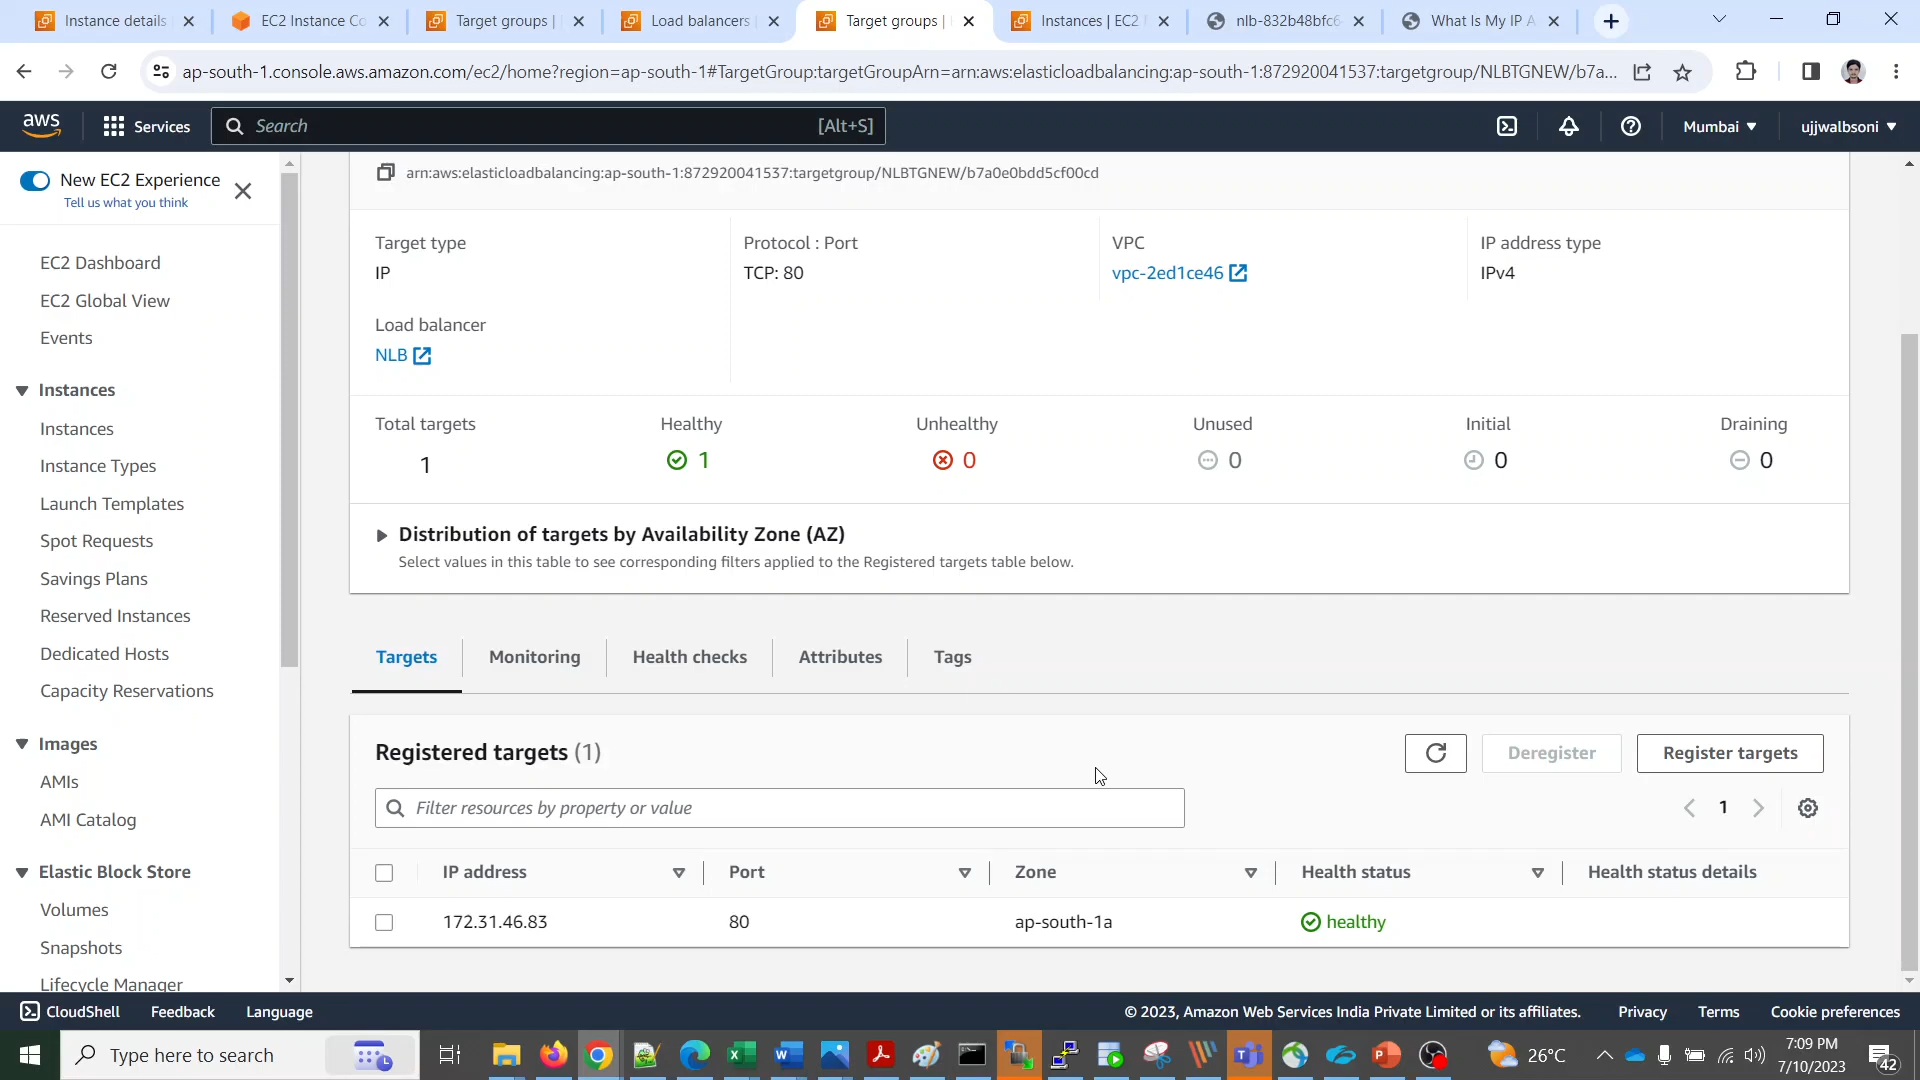 Instance details
EC2 Instance Co
Target groups |
Load balancers
Target groups |
Instances | EC2
nlb-832b48bfc6
What Is My IP A
ap-south-1.console.aws.amazon.com/ec2/home?region=ap-south-1#TargetGroup:targetGroupArn=arn:aws:elasticloadbalancing:ap-south-1:872920041537:targetgroup/NLBTGNEW/b7a...
aws
Services
Search
[Alt+S]
Mumbai
ujjwalbsoni
New EC2 Experience
Tell us what you think
EC2 Dashboard
EC2 Global View
Events
Instances
Instances
Instance Types
Launch Templates
Spot Requests
Savings Plans
Reserved Instances
Dedicated Hosts
Capacity Reservations
Images
AMIs
AMI Catalog
Elastic Block Store
Volumes
Snapshots
Lifecycle Manager
arn:aws:elasticloadbalancing:ap-south-1:872920041537:targetgroup/NLBTGNEW/b7a0e0bdd5cf00cd
Target type
IP
Protocol : Port
TCP: 80
VPC
vpc-2ed1ce46
IP address type
IPv4
Load balancer
NLB
Total targets
1
Healthy
1
Unhealthy
0
Unused
0
Initial
0
Draining
0
Distribution of targets by Availability Zone (AZ)
Select values in this table to see corresponding filters applied to the Registered targets table below.
Targets
Monitoring
Health checks
Attributes
Tags
Registered targets (1)
Deregister
Register targets
Filter resources by property or value
1
IP address
Port
Zone
Health status
Health status details
172.31.46.83
80
ap-south-1a
healthy
CloudShell
Feedback
Language
© 2023, Amazon Web Services India Private Limited or its affiliates.
Privacy
Terms
Cookie preferences
Type here to search
26°C
7:09 PM
7/10/2023
42